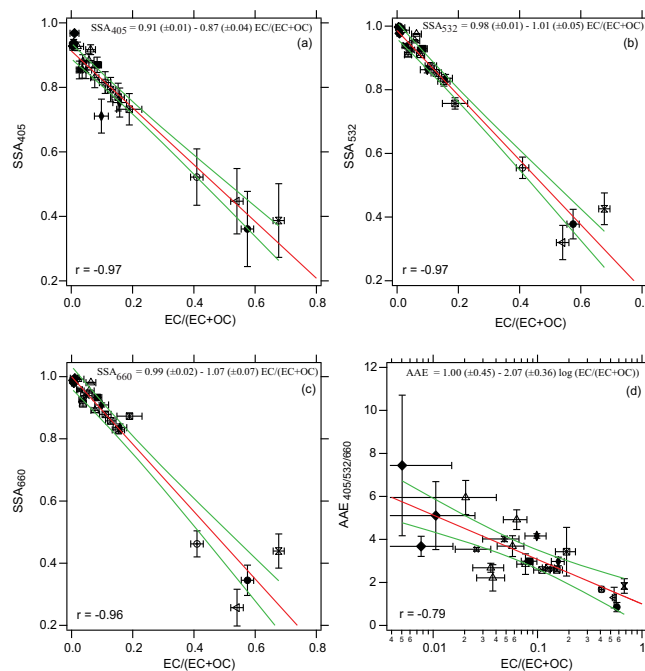 SSA405 = 0.91 (±0.01) - 0.87 (±0.04) EC/(EC+OC)
(a)
1.0
0.8
0.6
0.4
0.2
SSA405
r = -0.97
0.0 0.2 0.4 0.6 0.8
EC/(EC+OC)
SSA532 = 0.98 (±0.01) - 1.01 (±0.05) EC/(EC+OC)
(b)
1.0
0.8
0.6
0.4
0.2
SSA532
r = -0.97
0.0 0.2 0.4 0.6 0.8
EC/(EC+OC)
SSA660 = 0.99 (±0.02) - 1.07 (±0.07) EC/(EC+OC)
(c)
1.0
0.8
0.6
0.4
0.2
SSA660
r = -0.96
0.0 0.2 0.4 0.6 0.8
EC/(EC+OC)
AAE = 1.00 (±0.45) - 2.07 (±0.36) log (EC/(EC+OC))
(d)
12
10
8
6
4
2
0
AAE405/532/660
r = -0.79
4 5 6 0.01 2 3 4 5 6 0.1 2 3 4 5 6
EC/(EC+OC)